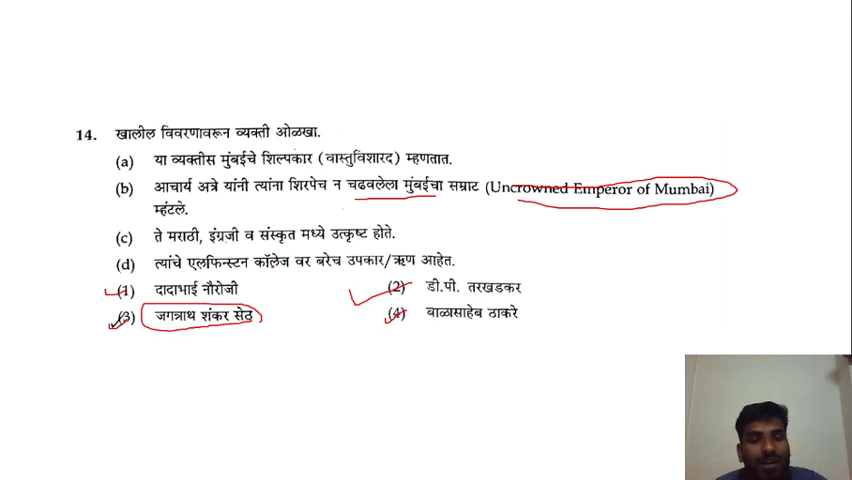 14. खालील विवरणावरून व्यक्ती ओळखा.
(a) या व्यक्तीस मुंबईचे शिल्पकार (वास्तुविशारद) म्हणतात.
(b) आचार्य अत्रे यांनी त्यांना शिरपेच न चढवलेला मुंबईचा सम्राट (Uncrowned Emperor of Mumbai)
म्हंटले.
(c) ते मराठी, इंग्रजी व संस्कृत मध्ये उत्कृष्ट होते.
(d) त्यांचे एलफिन्स्टन कॉलेज वर बरेच उपकार/ऋण आहेत.
(1) दादाभाई नौरोजी (2) डी.पी. तरखडकर
(3) जगन्नाथ शंकर सेठ (4) बाळासाहेब ठाकरे